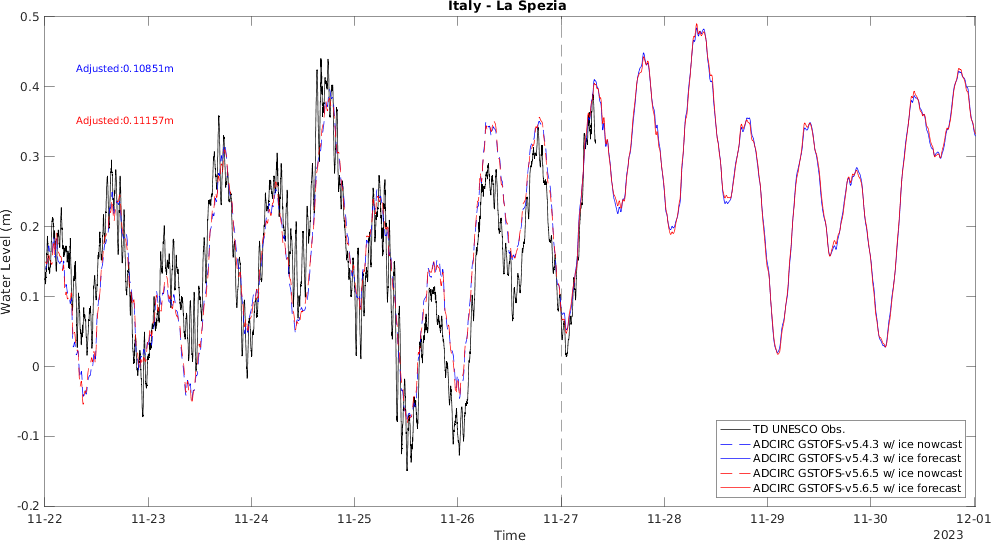 Italy - La Spezia
0.5
Adjusted:0.10851m
0.4
Adjusted:0.11157m
0.3
0.2
Water Level (m)
0.1
0
-0.1
TD UNESCO Obs.
ADCIRC GSTOFS-v5.4.3 w/ ice nowcast
ADCIRC GSTOFS-v5.4.3 w/ ice forecast
ADCIRC GSTOFS-v5.6.5 w/ ice nowcast
ADCIRC GSTOFS-v5.6.5 w/ ice forecast
-0.2
11-22 11-23 11-24 11-25 11-26 11-27 11-28 11-29 11-30 12-01
Time
2023